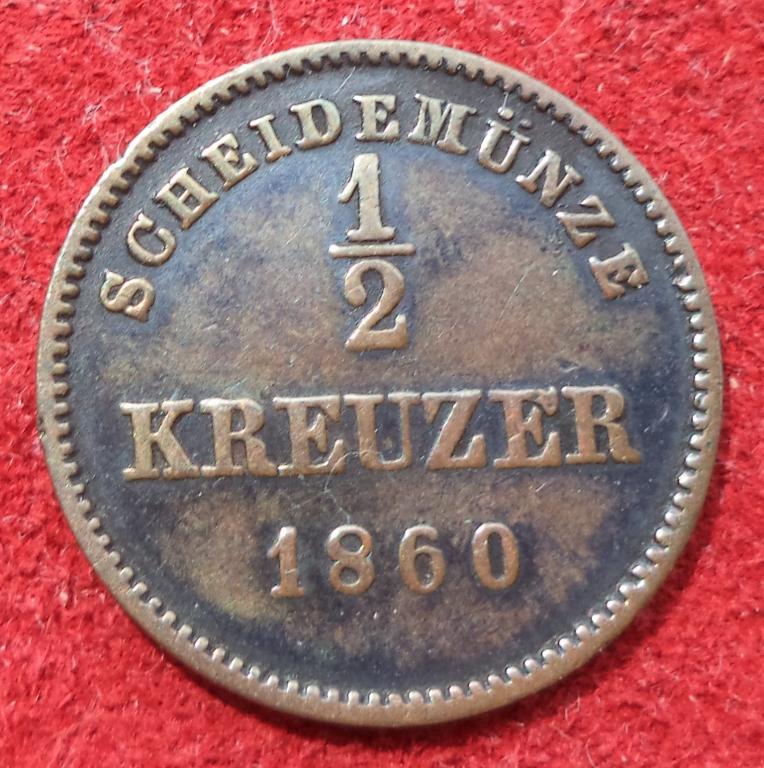 SCHEIDEMÜNZE
1/2
KREUZER
1860